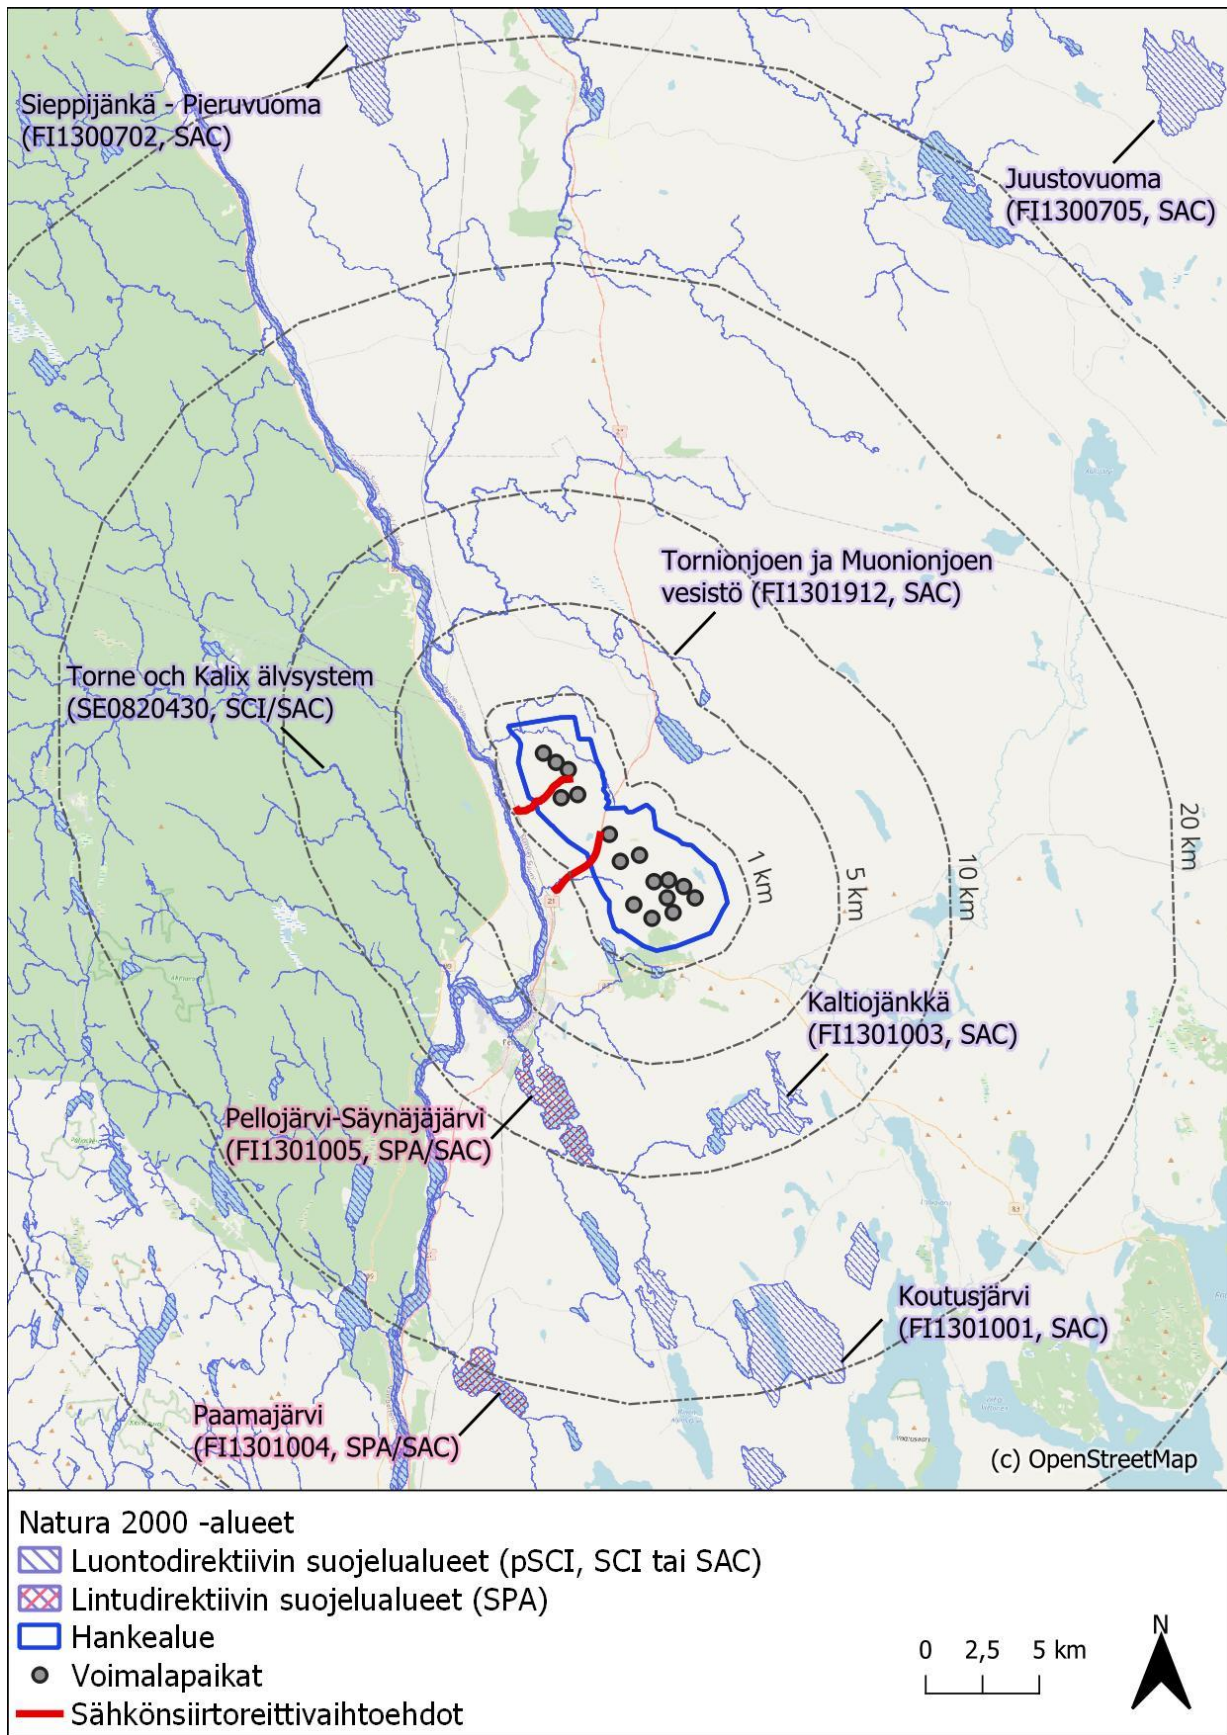 Sieppijänkä - Pieruvuoma
(FI1300702, SAC)
Juustovuoma
(FI1300705, SAC)
21
Tornionjoen ja Muonionjoen
vesistö (FI1301912, SAC)
Torne och Kalix älvsystem
(SE0820430, SCI/SAC)
20 km
1 km
5 km
10 km
21
Kaltiojänkkä
(FI1301003, SAC)
Pellojärvi-Säynäjäjärvi
(FI1301005, SPA/SAC)
83
Koutusjärvi
(FI1301001, SAC)
Paamajärvi
(FI1301004, SPA/SAC)
(c) OpenStreetMap
Natura 2000 -alueet
Luontodirektiivin suojelualueet (pSCI, SCI tai SAC)
Lintudirektiivin suojelualueet (SPA)
Hankealue
Voimalapaikat
Sähkönsiirtoreittivaihtoehdot
0 2,5 5 km
N